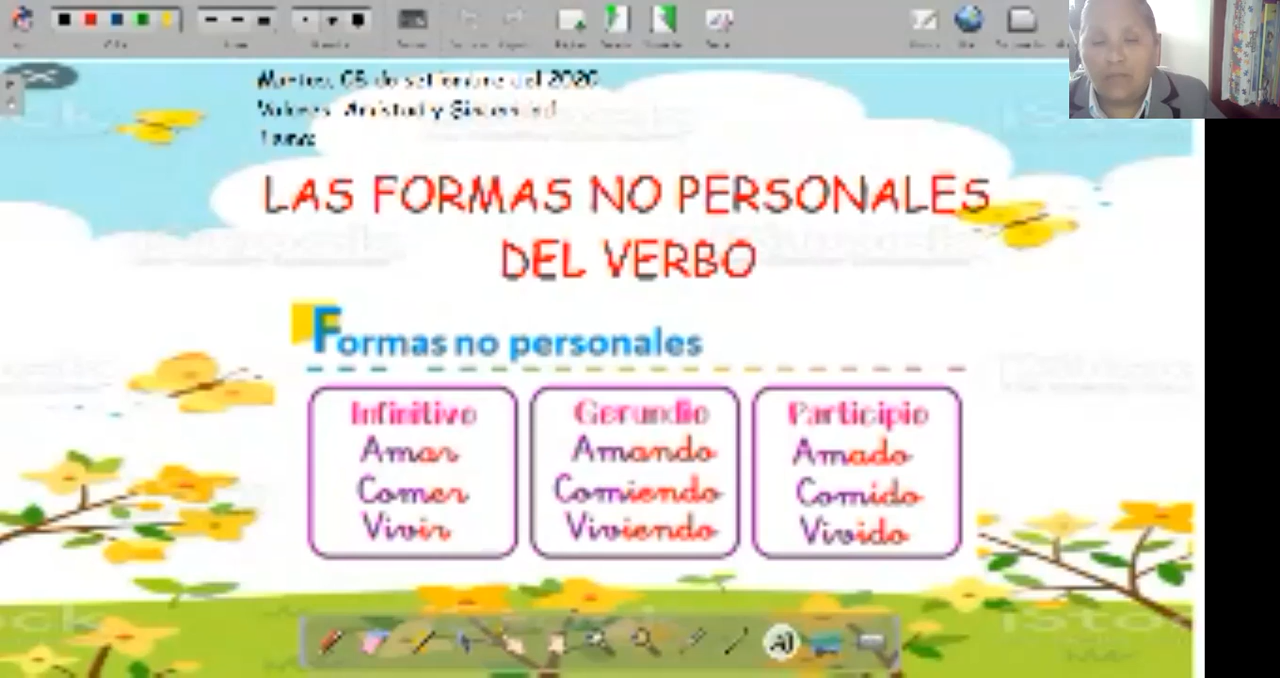 Martes, 08 de setiembre del 2020
Valores: Amistad y Sinceridad
Tema:
LAS FORMAS NO PERSONALES
DEL VERBO
Formas no personales
Infinitivo
Amar
Comer
Vivir
Gerundio
Amando
Comiendo
Viviendo
Participio
Amado
Comido
Vivido